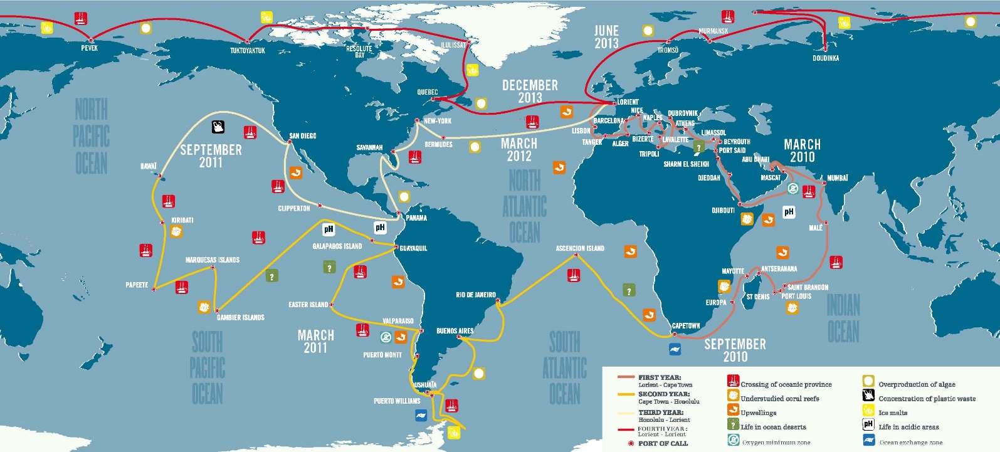 PEVEK
TUKTOYAKTUK
RESOLUTE
BAY
ILULISSAT
JUNE
2013
TROMSÖ
MURMANSK
DOUDINKA
NORTH
PACIFIC
OCEAN
QUEBEC
DECEMBER
2013
LORIENT
NEW-YORK
BERMUDES
SAVANNAH
SAN DIEGO
SEPTEMBER
2011
HAWAÏ
MARCH
2012
NORTH
ATLANTIC
OCEAN
NICE
BARCELONA
NAPLES
DUBROVNIK
ATHENS
LISBON
TANGER
ALGER
BIZERTE
LAVALETTE
TRIPOLI
LIMASSOL
BEYROUTH
PORT SAID
SHARM EL SHEIKH
DJEDDAH
ABU DHABI
MASCAT
MARCH
2010
MUMBAÏ
DJIBOUTI
pH
MALÉ
CLIPPERTON
PANAMA
pH
pH
KIRIBATI
GALAPAGOS ISLAND
GUAYAQUIL
MARQUESAS ISLANDS
?
?
?
?
PAPEETE
GAMBIER ISLANDS
EASTER ISLAND
ASCENCION ISLAND
RIO DE JANEIRO
MAYOTTE
ANTSERANANA
SAINT BRANDON
ST DENIS
PORT LOUIS
EUROPA
INDIAN
OCEAN
VALPARAISO
MARCH
2011
BUENOS AIRES
CAPETOWN
SEPTEMBER
2010
SOUTH
PACIFIC
OCEAN
SOUTH
ATLANTIC
OCEAN
PUERTO MONTT
USHUAÏA
PUERTO WILLIAMS
FIRST YEAR:
Lorient - Cape Town
SECOND YEAR:
Cape Town - Honolulu
THIRD YEAR:
Honolulu - Lorient
FOURTH YEAR:
Lorient - Lorient
PORT OF CALL
Crossing of oceanic province
Understudied coral reefs
Upwellings
? Life in ocean deserts
Oxygen minimum zone
Overproduction of algae
Concentration of plastic waste
Ice melts
pH Life in acidic areas
Ocean exchange zone